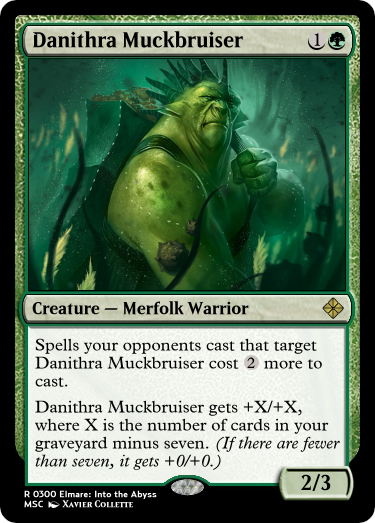 Danithra Muckbruiser 1
Creature — Merfolk Warrior
Spells your opponents cast that target
Danithra Muckbruiser cost 2 more to
cast.
Danithra Muckbruiser gets +X/+X,
where X is the number of cards in your
graveyard minus seven. (If there are fewer
than seven, it gets +0/+0.)
2/3
R 0300 Elmare: Into the Abyss
MSC XAVIER COLLETTE